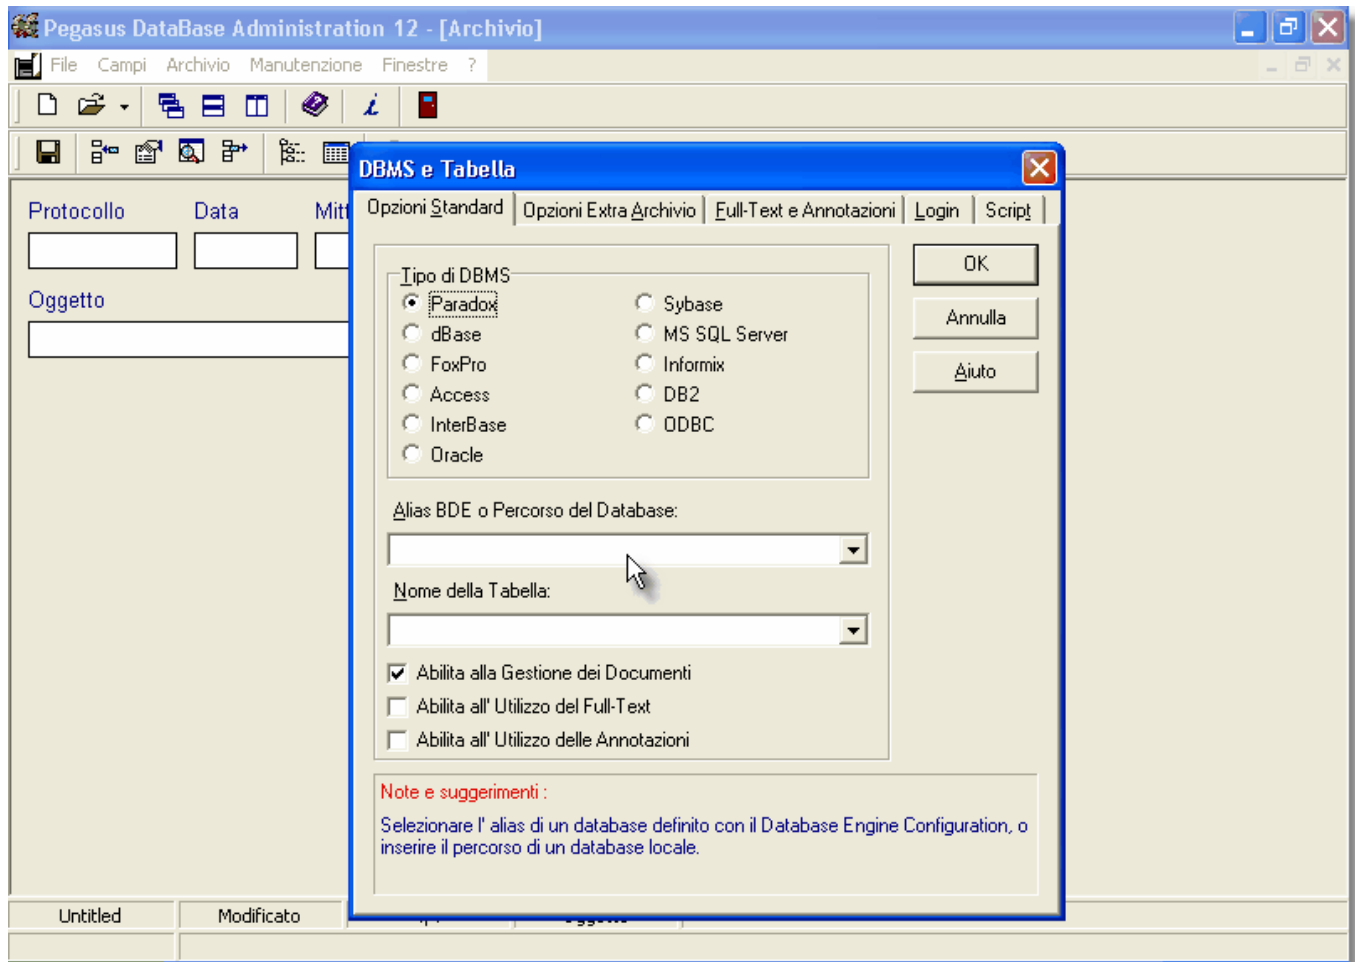 Pegasus DataBase Administration 12 - [Archivio]
File Campi Archivio Manutenzione Finestre ?
DBMS e Tabella
Protocollo Data Mitt
Opzioni Standard Opzioni Extra Archivio Full-Text e Annotazioni Login Script
Oggetto
Tipo di DBMS
Paradox Sybase
dBase MS SQL Server
FoxPro Informix
Access DB2
InterBase ODBC
Oracle
OK
Annulla
Aiuto
Alias BDE o Percorso del Database:
Nome della Tabella:
Abilita alla Gestione dei Documenti
Abilita all' Utilizzo del Full-Text
Abilita all' Utilizzo delle Annotazioni
Note e suggerimenti :
Selezionare l' alias di un database definito con il Database Engine Configuration, o
inserire il percorso di un database locale.
Untitled Modificato